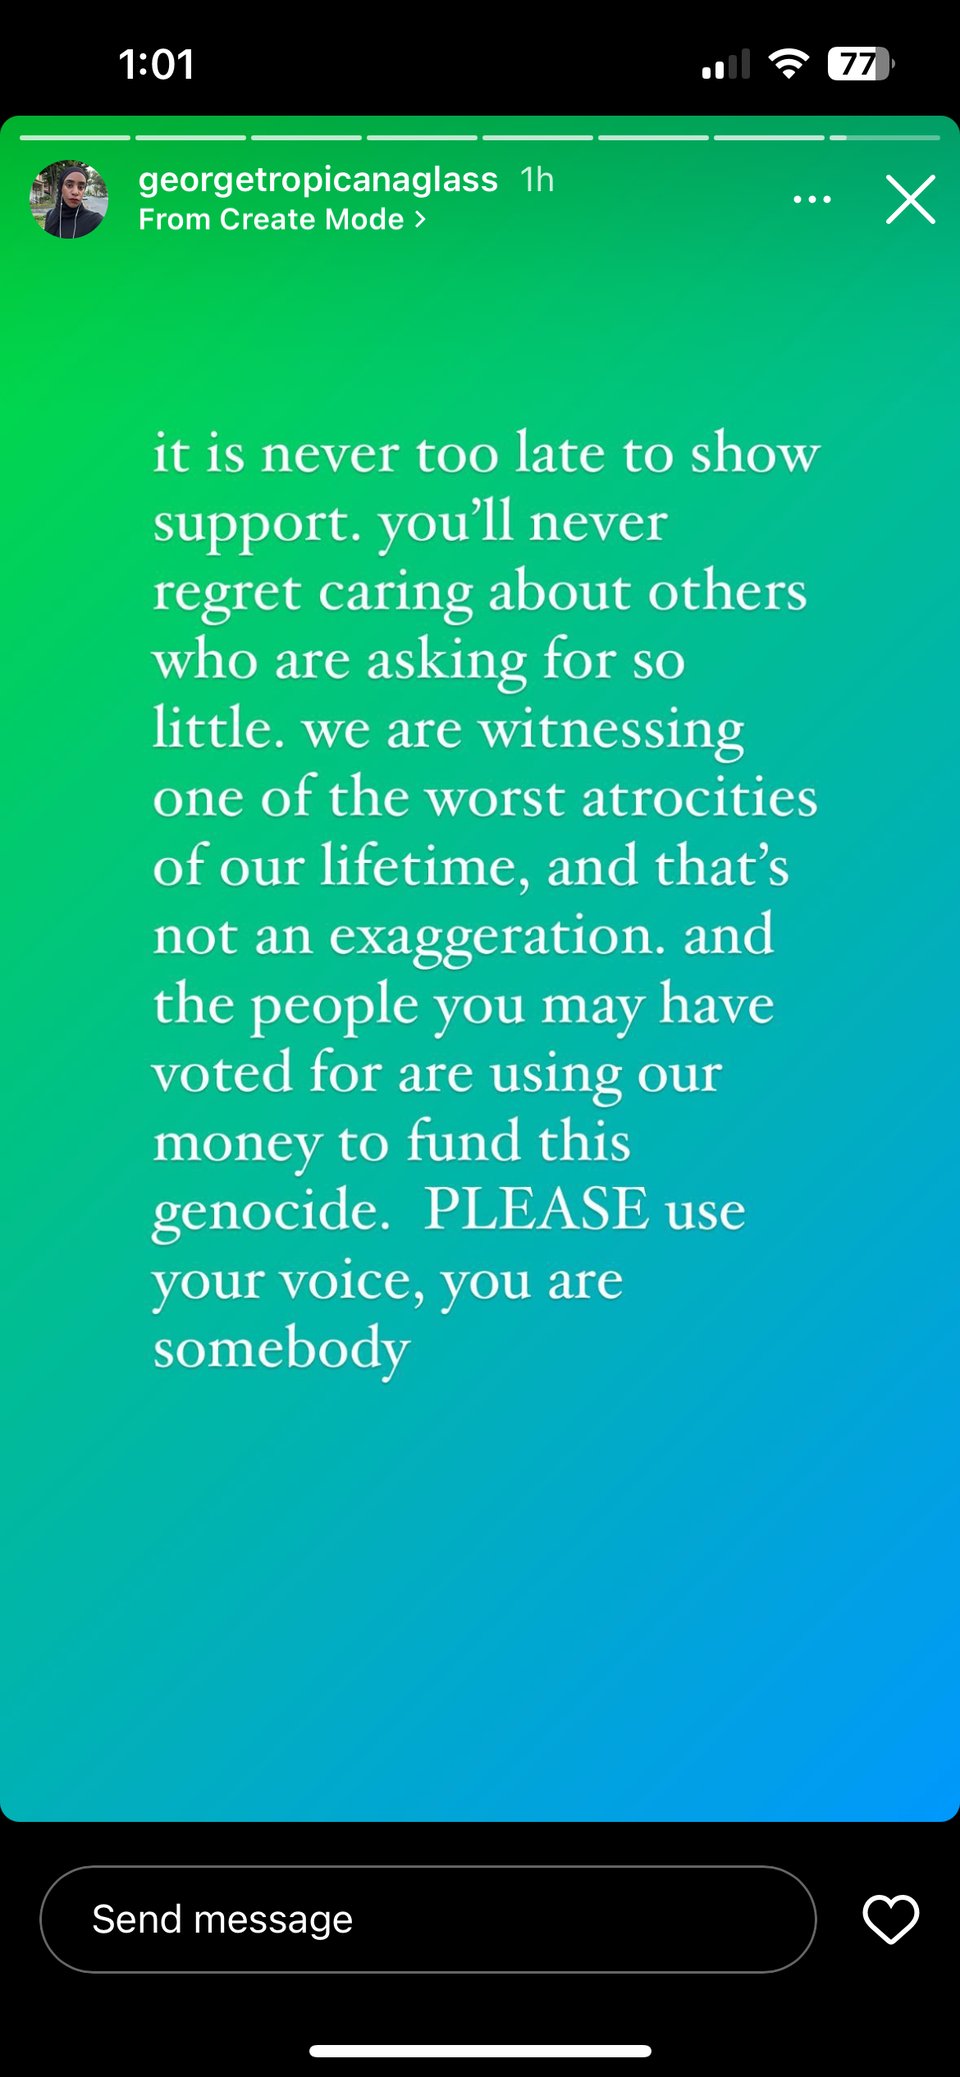 1:01
77
georgetropicanaglass 1h
From Create Mode >
it is never too late to show
support. you’ll never
regret caring about others
who are asking for so
little. we are witnessing
one of the worst atrocities
of our lifetime, and that’s
not an exaggeration. and
the people you may have
voted for are using our
money to fund this
genocide.  PLEASE use
your voice, you are
somebody
Send message